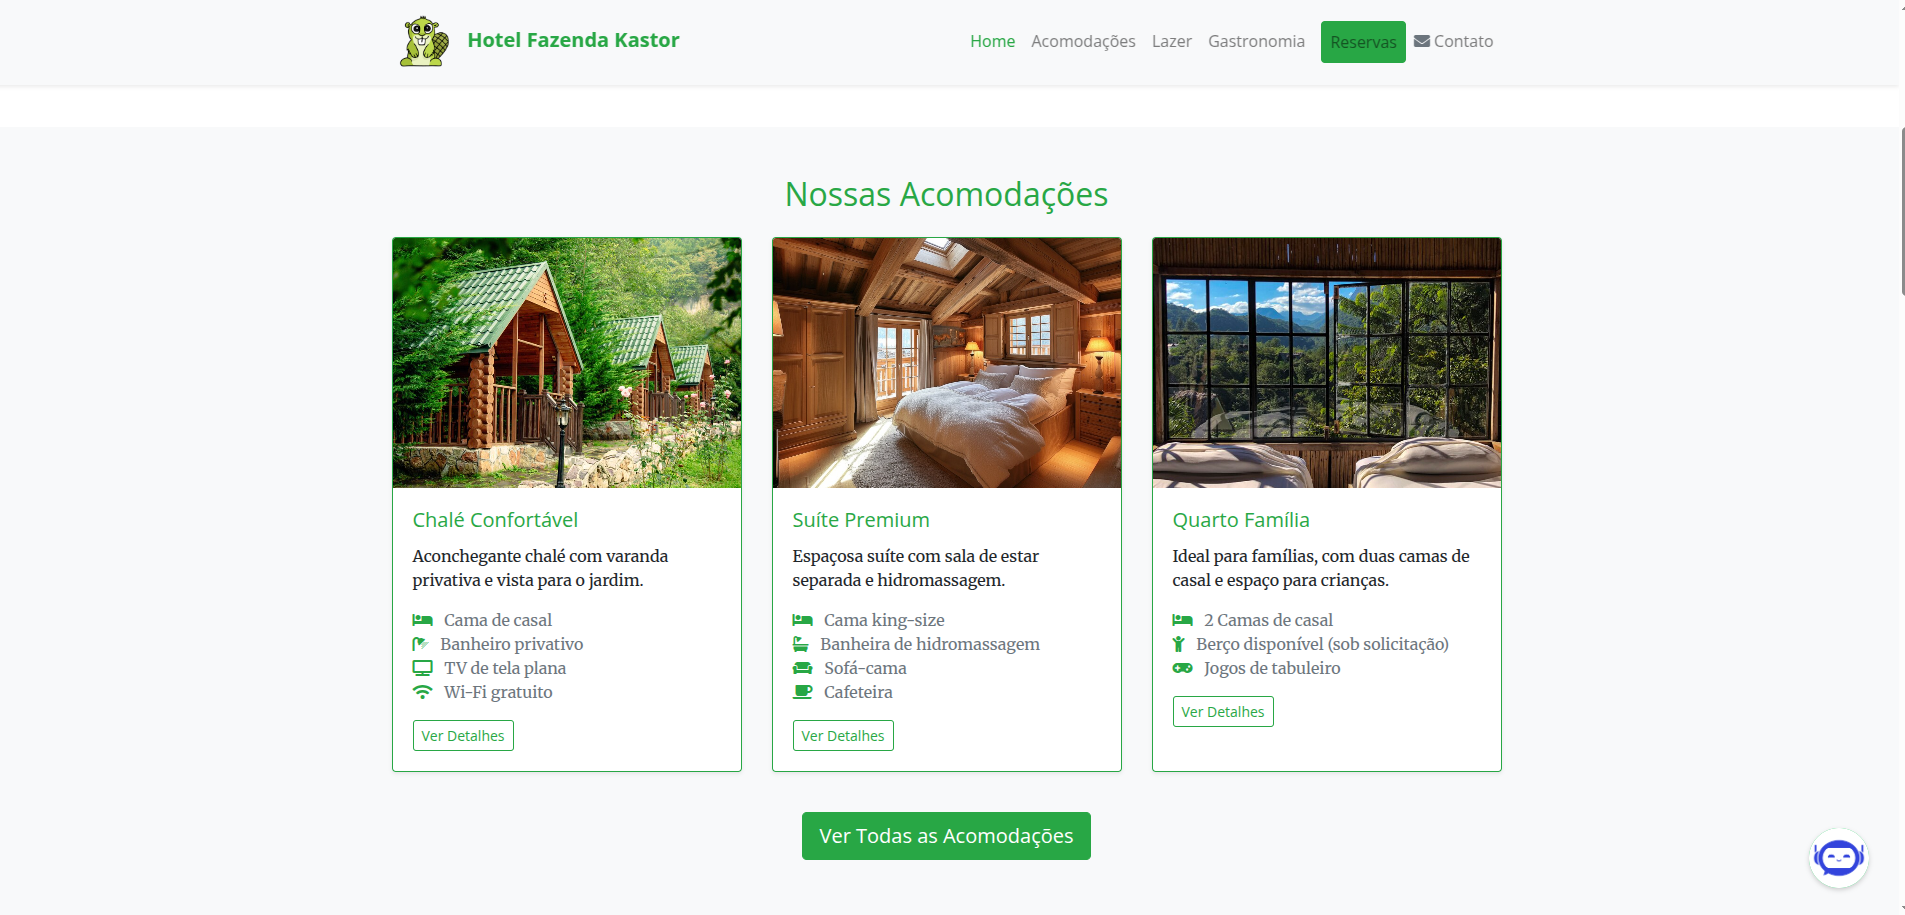 Hotel Fazenda Kastor
Home
Acomodações
Lazer
Gastronomia
Reservas
Contato
Nossas Acomodações
Chalé Confortável
Aconchegante chalé com varanda
privativa e vista para o jardim.
Cama de casal
Banheiro privativo
TV de tela plana
Wi-Fi gratuito
Ver Detalhes
Suíte Premium
Espaçosa suíte com sala de estar
separada e hidromassagem.
Cama king-size
Banheira de hidromassagem
Sofá-cama
Cafeteira
Ver Detalhes
Quarto Família
Ideal para famílias, com duas camas de
casal e espaço para crianças.
2 Camas de casal
Berço disponível (sob solicitação)
Jogos de tabuleiro
Ver Detalhes
Ver Todas as Acomodações